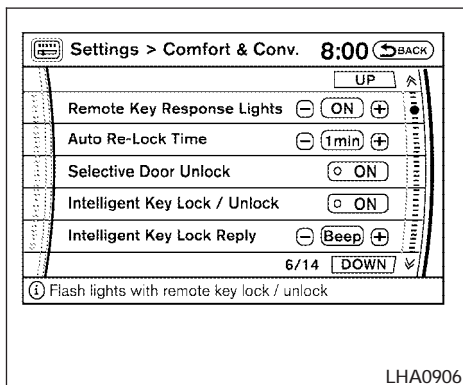 Settings > Comfort & Conv. 8:00 BACK
UP
Remote Key Response Lights − ON +
Auto Re-Lock Time − 1min +
Selective Door Unlock ON
Intelligent Key Lock / Unlock ON
Intelligent Key Lock Reply − Beep +
6/14 DOWN
i Flash lights with remote key lock / unlock
LHA0906